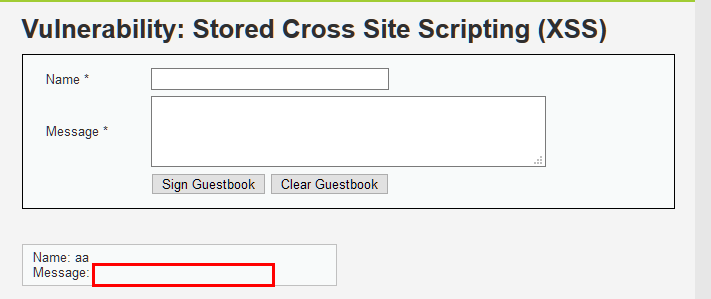 Vulnerability: Stored Cross Site Scripting (XSS)
Name *
Message *
Sign Guestbook Clear Guestbook
Name: aa
Message: